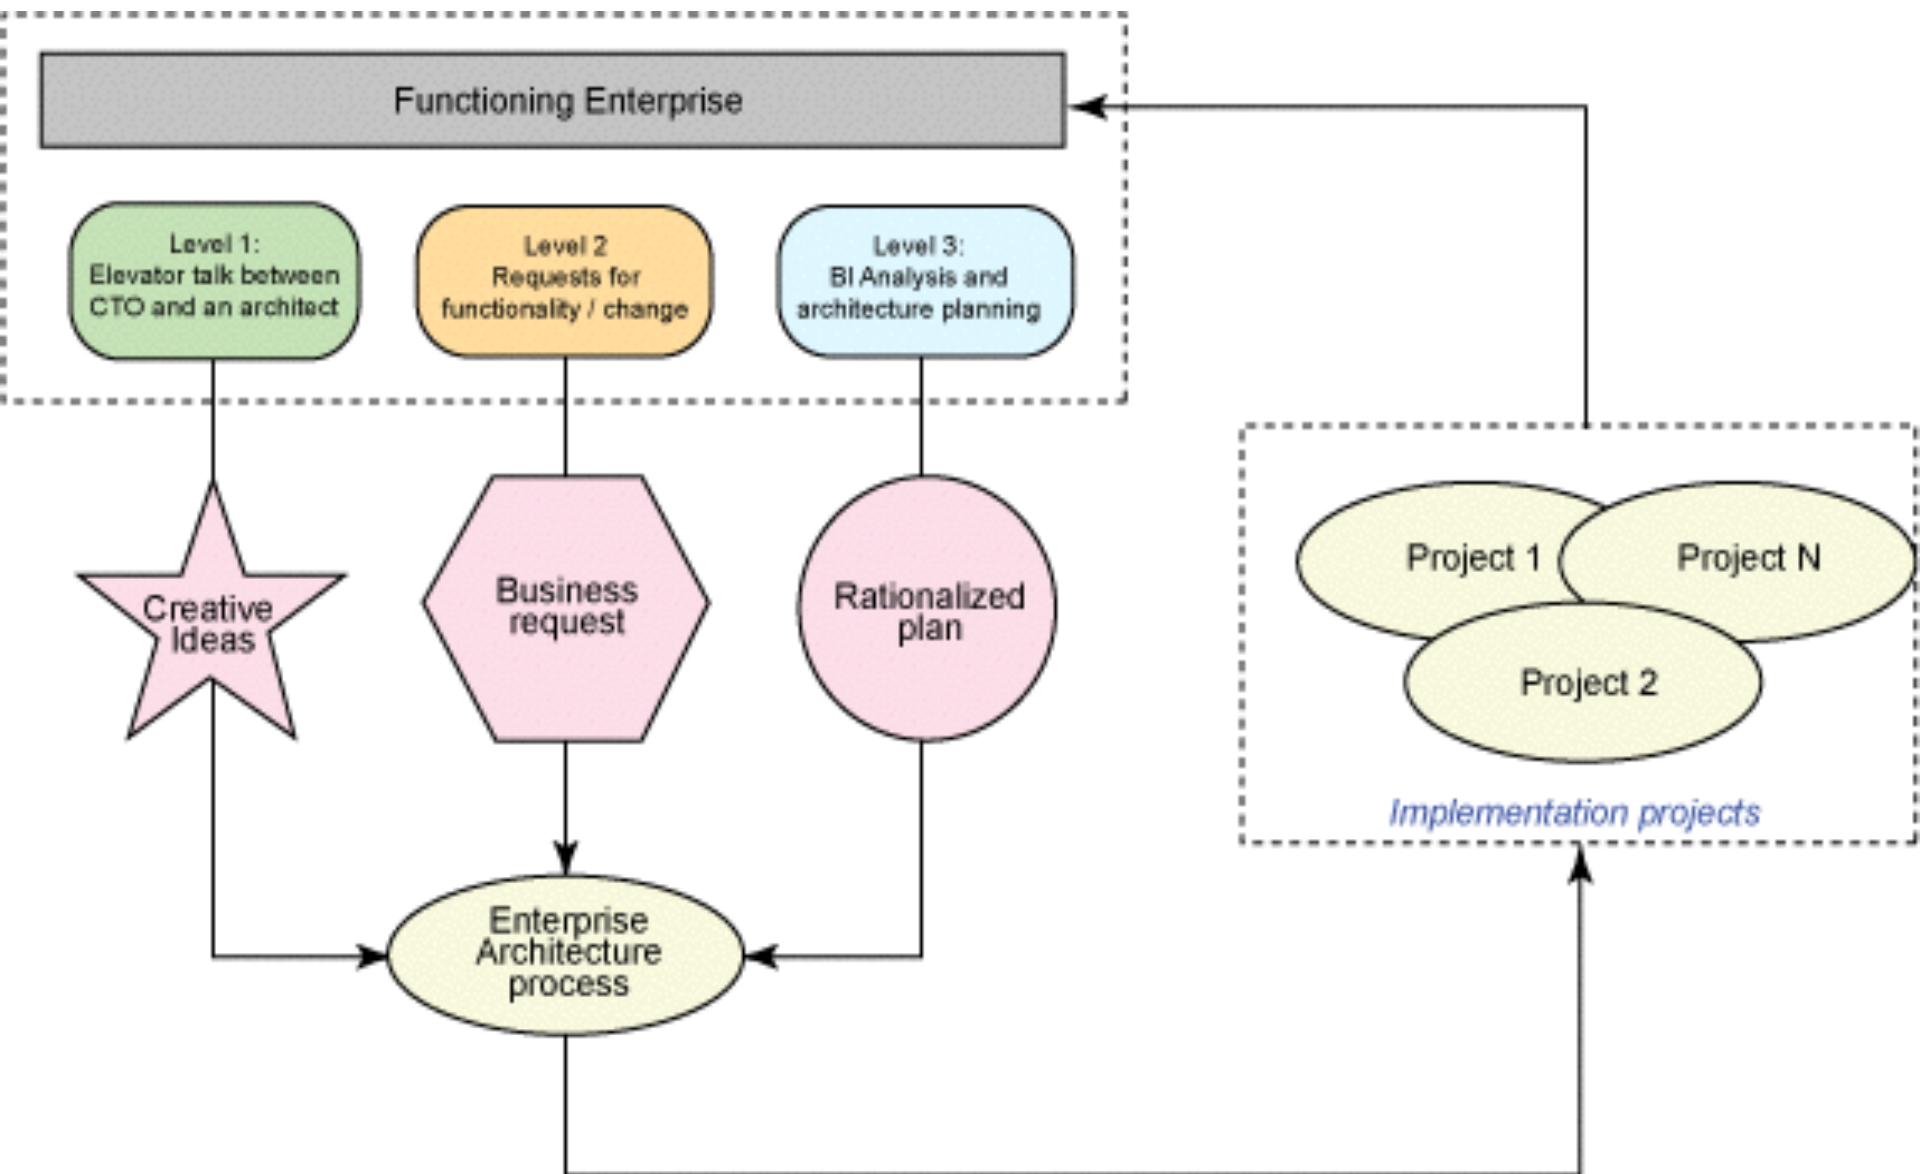 Functioning Enterprise
Level 1:
Elevator talk between
CTO and an architect
Level 2
Requests for
functionality / change
Level 3:
BI Analysis and
architecture planning
Creative
Ideas
Business
request
Rationalized
plan
Project 1
Project N
Project 2
Implementation projects
Enterprise
Architecture
process